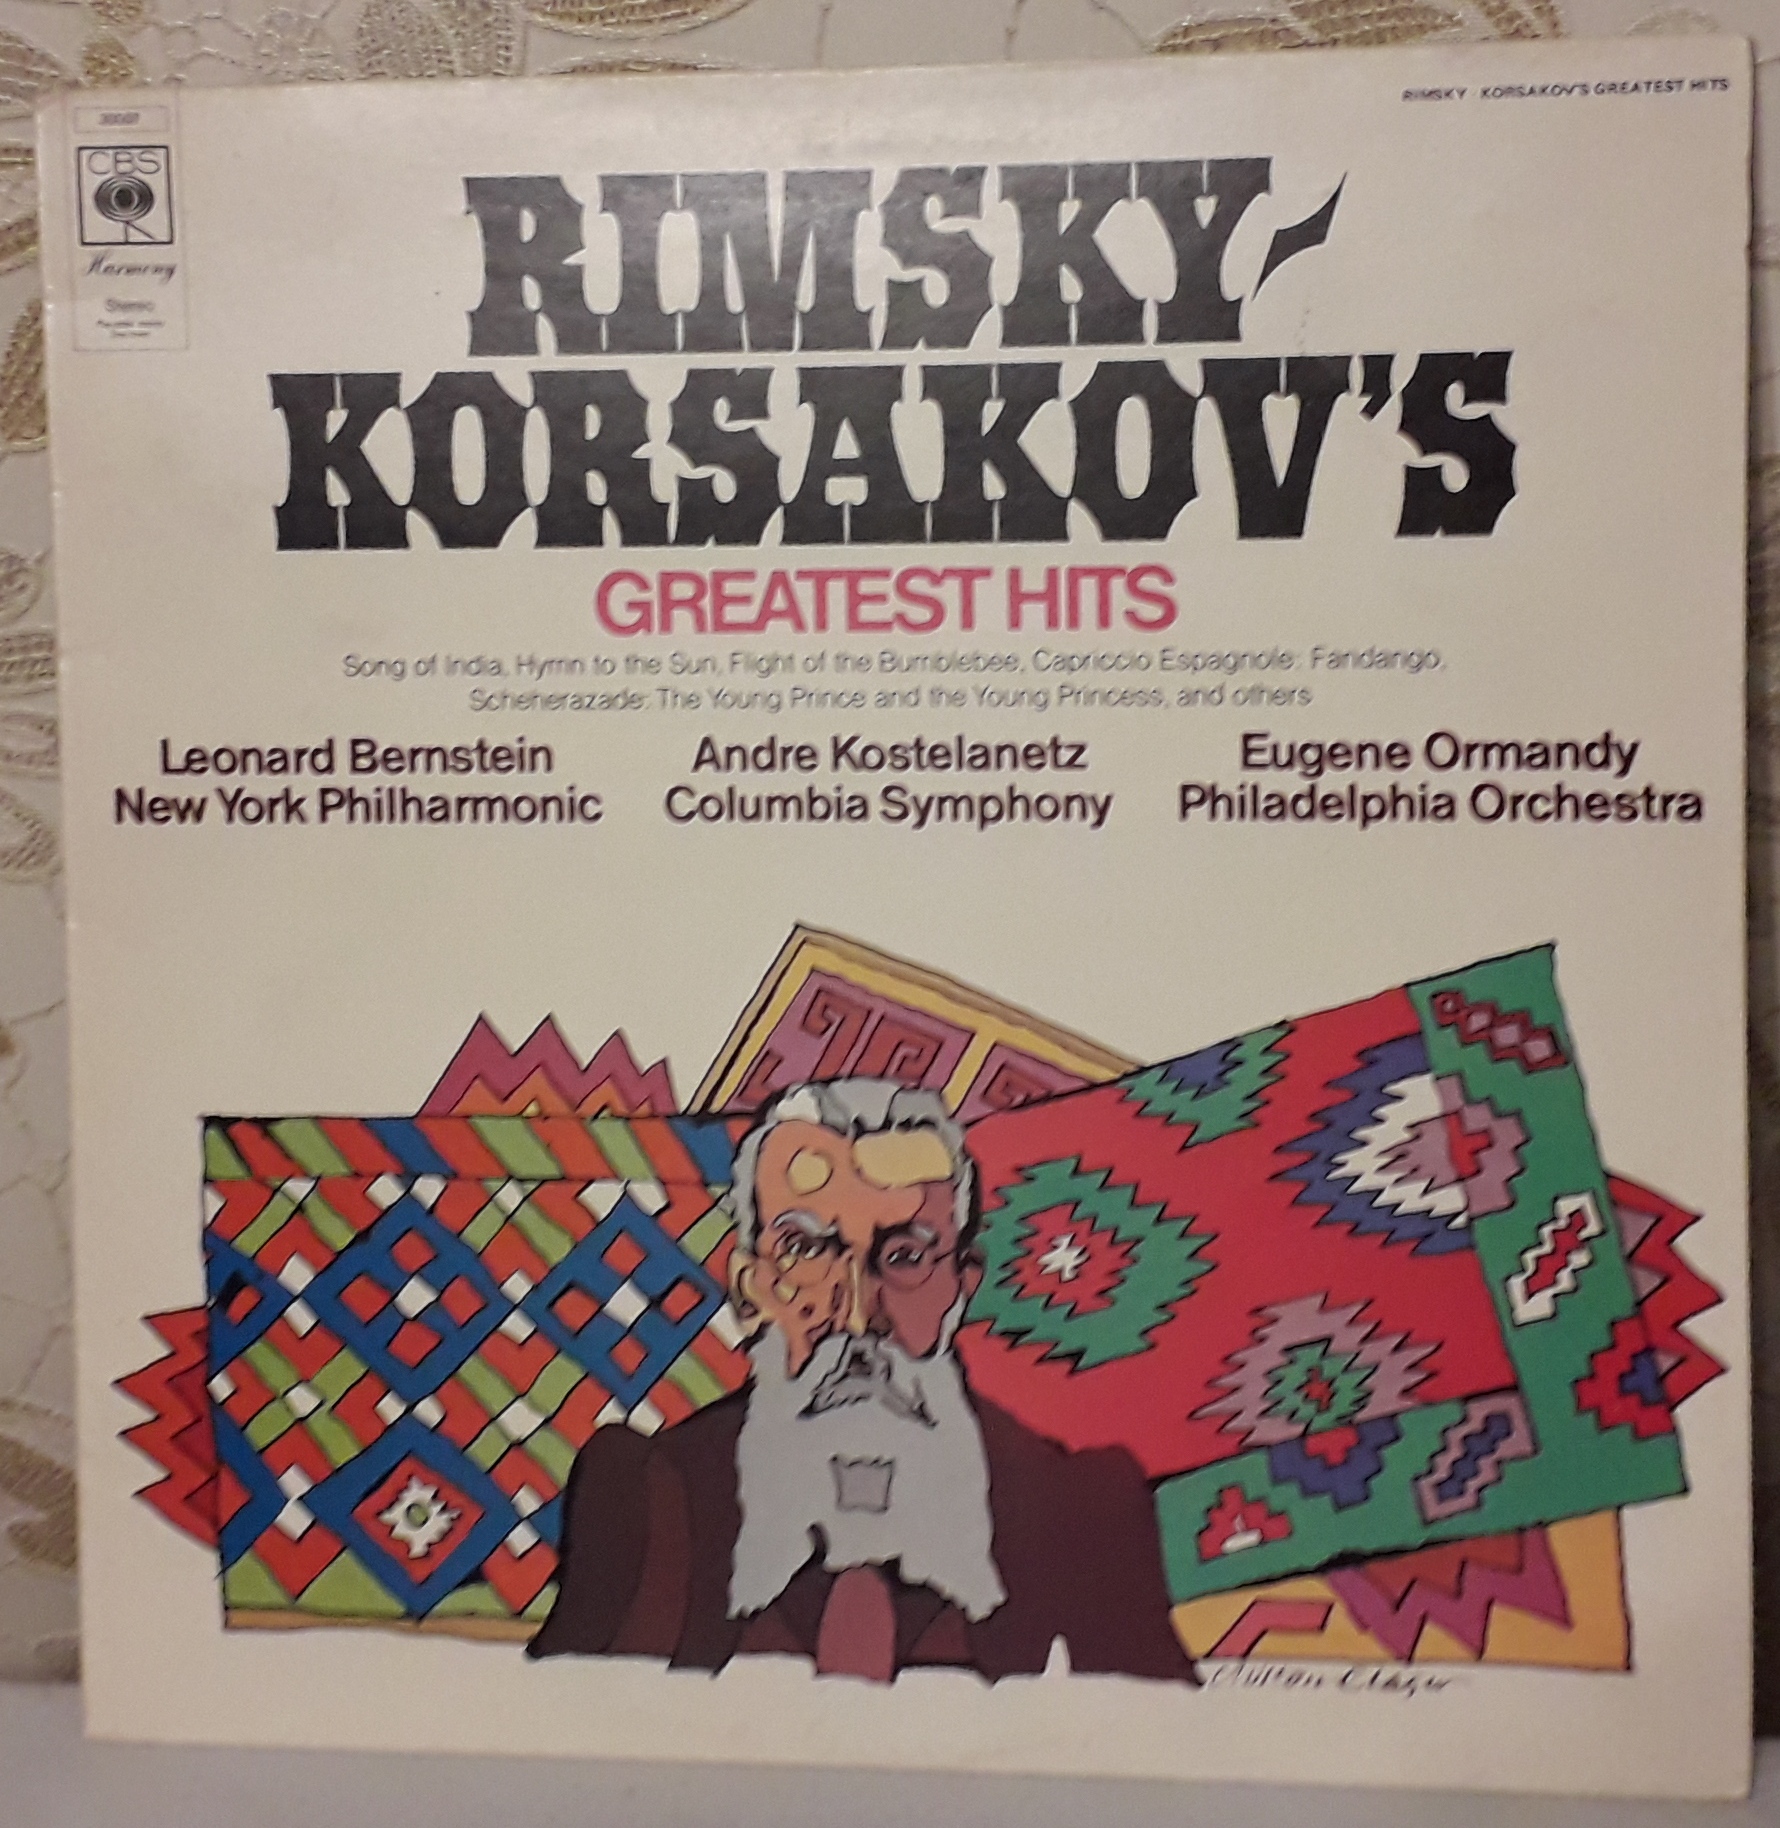 RIMSKY-KORSAKOV'S GREATEST HITS
CBS
Harmony
Stereo
RIMSKY-
KORSAKOV'S
GREATEST HITS
Song of India, Hymn to the Sun, Flight of the Bumblebee, Capriccio Espagnole: Fandango,
Scheherazade: The Young Prince and the Young Princess, and others
Leonard Bernstein
New York Philharmonic
Andre Kostelanetz
Columbia Symphony
Eugene Ormandy
Philadelphia Orchestra
Milton Glaser